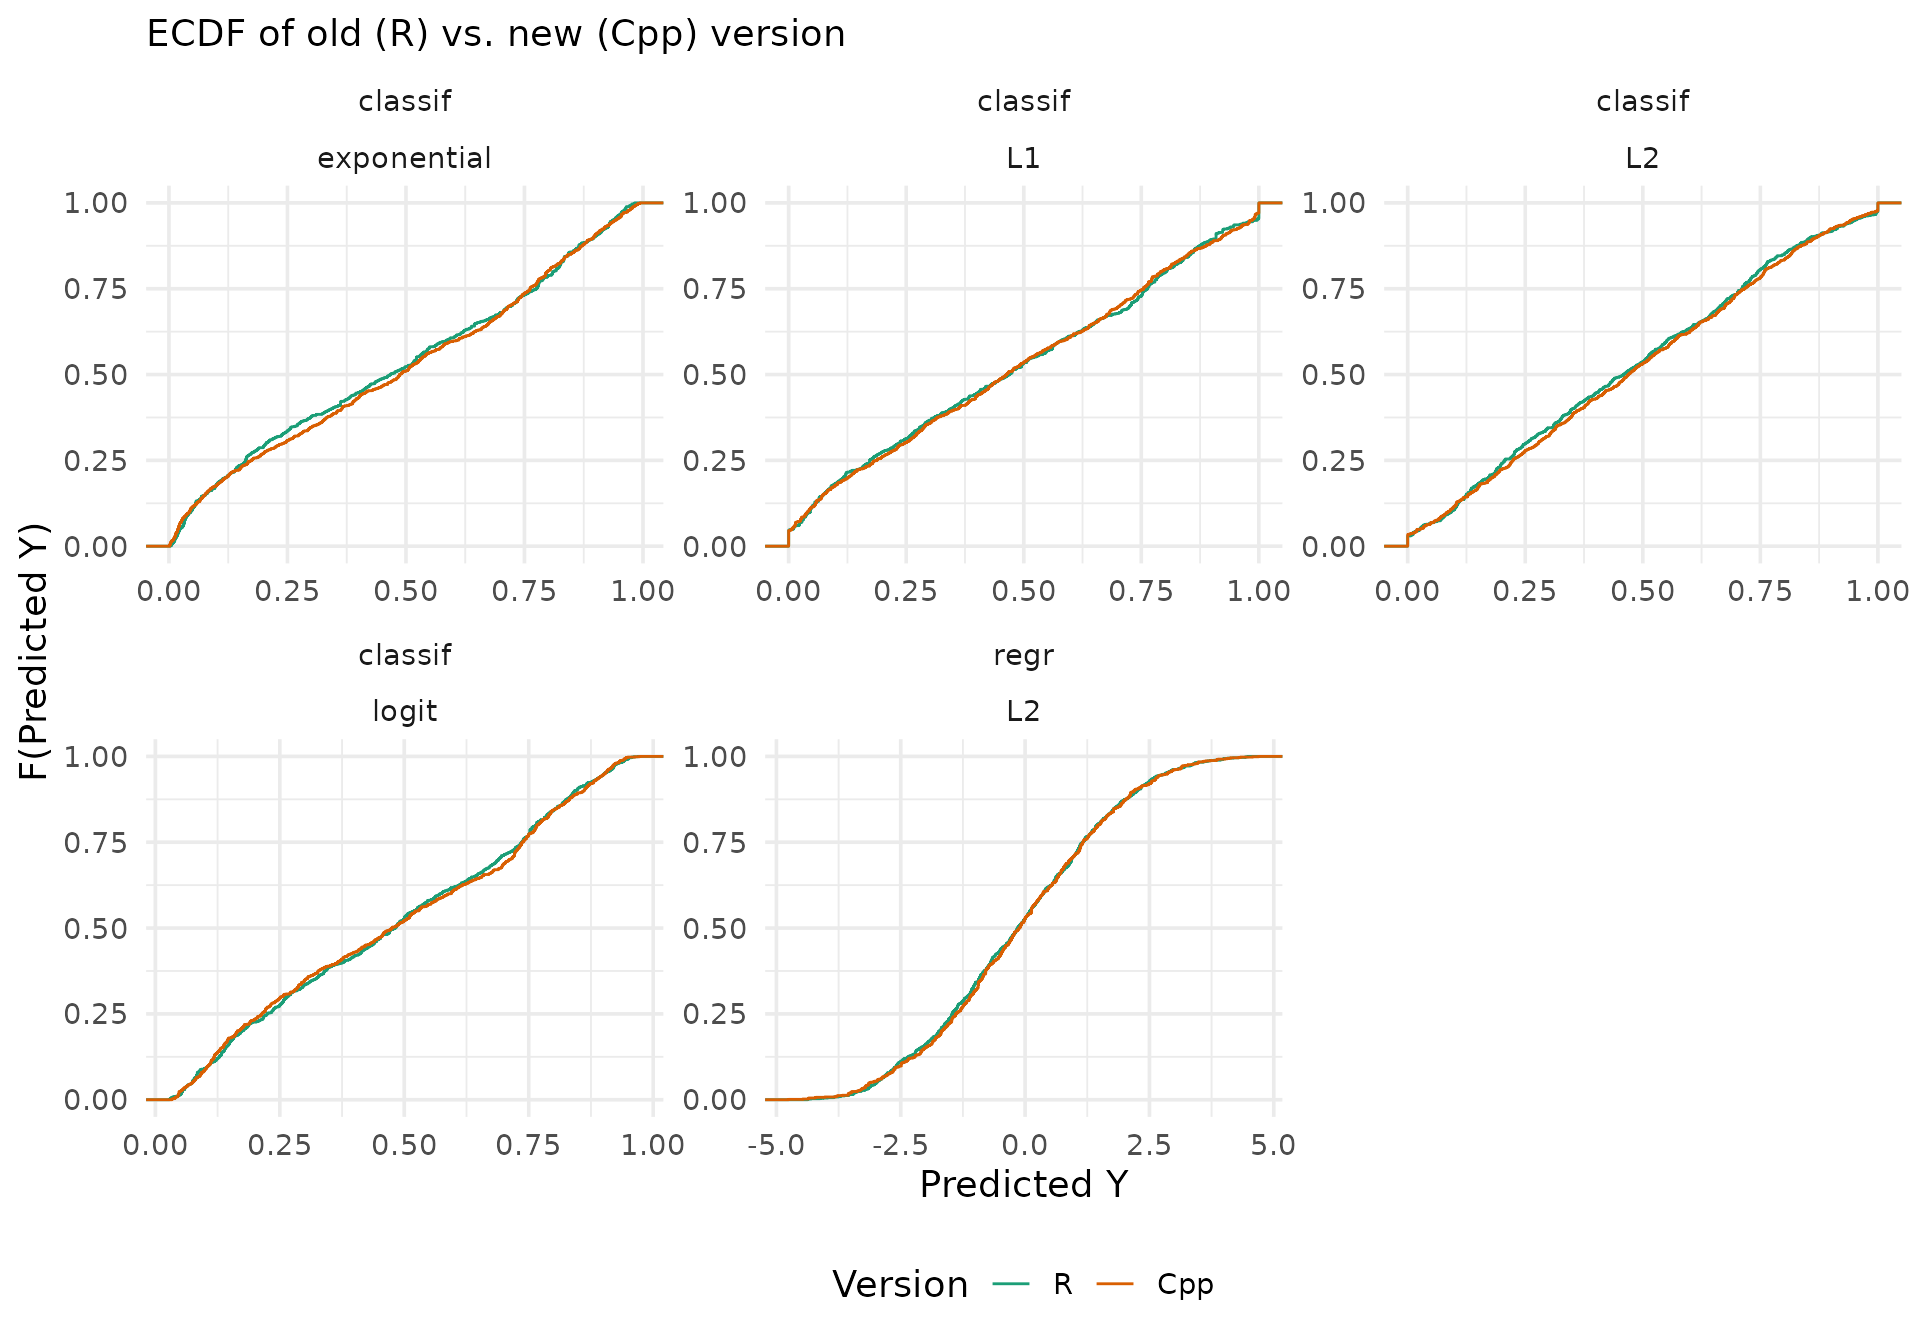 ECDF of old (R) vs. new (Cpp) version
classif classif classif
exponential L1 L2
1.00 1.00 1.00
0.75 0.75 0.75
0.50 0.50 0.50
0.25 0.25 0.25
0.00 0.00 0.00
0.00 0.25 0.50 0.75 1.00 0.00 0.25 0.50 0.75 1.00 0.00 0.25 0.50 0.75 1.00
F(Predicted Y)
classif regr
logit L2
1.00 1.00
0.75 0.75
0.50 0.50
0.25 0.25
0.00 0.00
0.00 0.25 0.50 0.75 1.00 -5.0 -2.5 0.0 2.5 5.0
Predicted Y
Version R Cpp